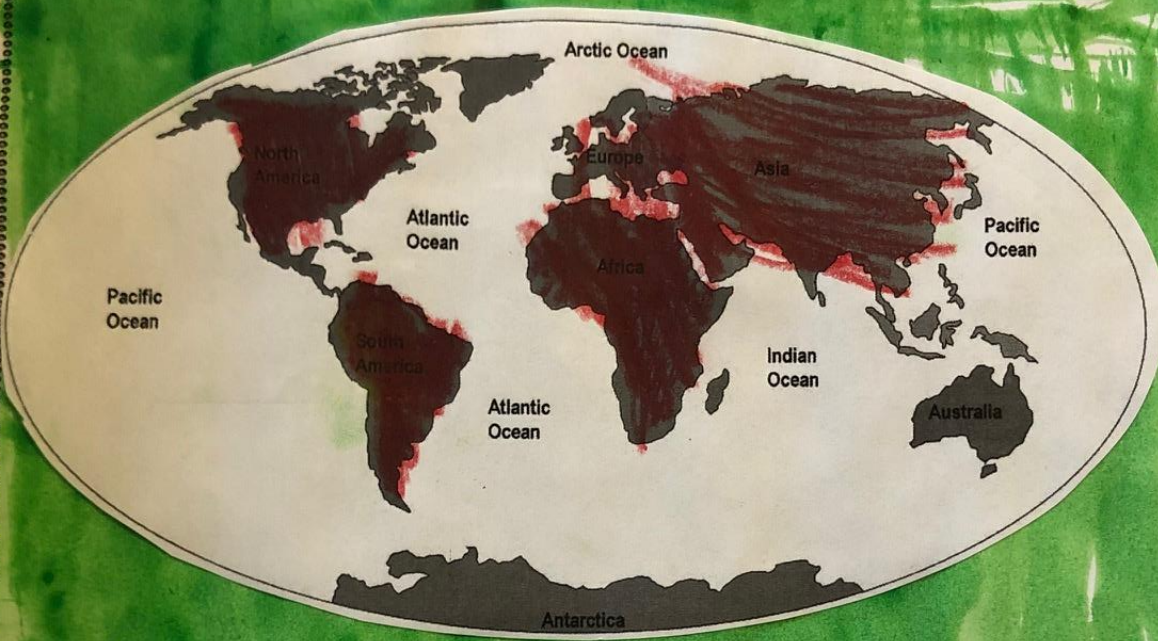 Arctic Ocean
North
America
Europe
Asia
Atlantic
Ocean
Pacific
Ocean
Africa
Pacific
Ocean
South
America
Indian
Ocean
Atlantic
Ocean
Australia
Antarctica